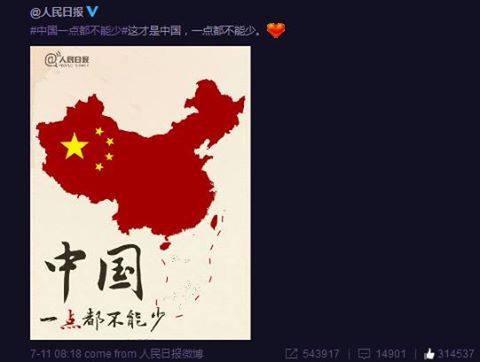 @人民日报
#中国一点都不能少#这才是中国，一点都不能少。
@人民日报
PEOPLE'S DAILY
中国
一点都不能少
7-11 08:18 come from 人民日报微博
543917 | 14901 | 314537